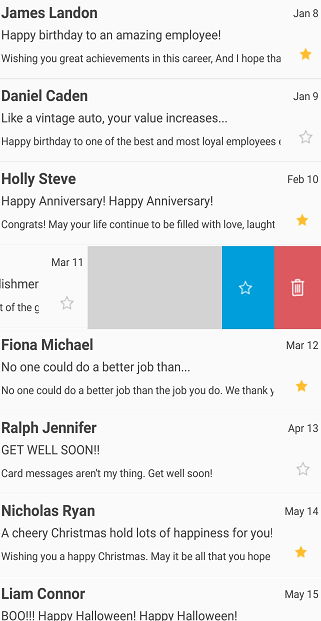 James Landon Jan 8
Happy birthday to an amazing employee!
Wishing you great achievements in this career, And I hope tha
Daniel Caden Jan 9
Like a vintage auto, your value increases...
Happy birthday to one of the best and most loyal employees
Holly Steve Feb 10
Happy Anniversary! Happy Anniversary!
Congrats! May your life continue to be filled with love, laught
Mar 11
lishmer
t of the g
Fiona Michael Mar 12
No one could do a better job than...
No one could do a better job than the job you do. We thank y
Ralph Jennifer Apr 13
GET WELL SOON!!
Card messages aren't my thing. Get well soon!
Nicholas Ryan May 14
A cheery Christmas hold lots of happiness for you!
Wishing you a happy Christmas. May it be all that you hope
Liam Connor May 15
BOO!!! Happy Halloween! Happy Halloween!